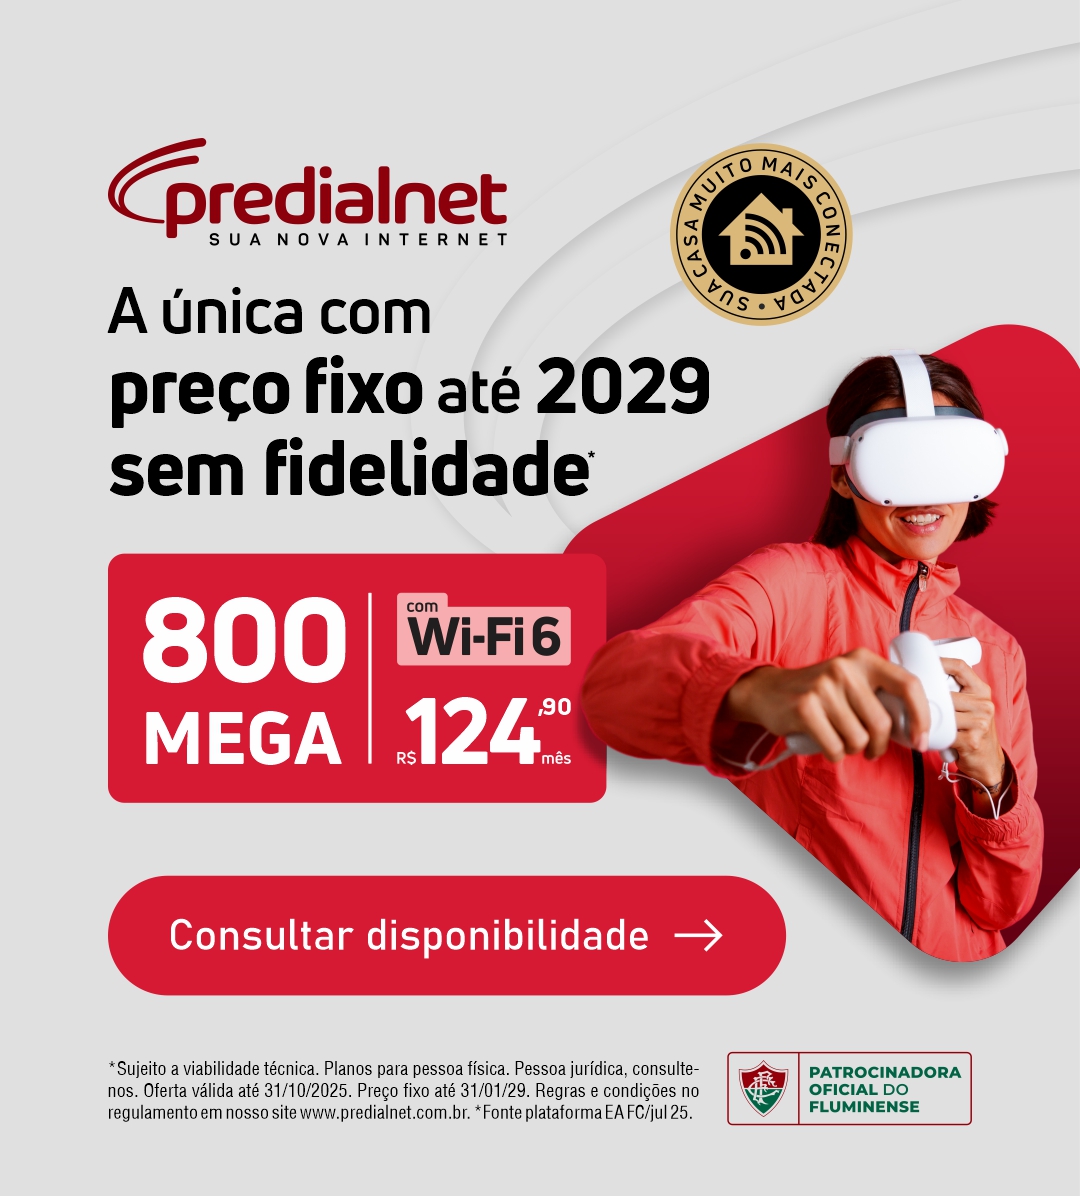 predialnet
SUA NOVA INTERNET
SUA CASA MUITO MAIS CONECTADA •
A única com
preço fixo até 2029
sem fidelidade*
800
MEGA
com
Wi-Fi 6
R$124,90
mês
Consultar disponibilidade →
*Sujeito a viabilidade técnica. Planos para pessoa física. Pessoa jurídica, consulte-
nos. Oferta válida até 31/10/2025. Preço fixo até 31/01/29. Regras e condições no
regulamento em nosso site www.predialnet.com.br. *Fonte plataforma EA FC/jul 25.
PATROCINADORA
OFICIAL DO
FLUMINENSE